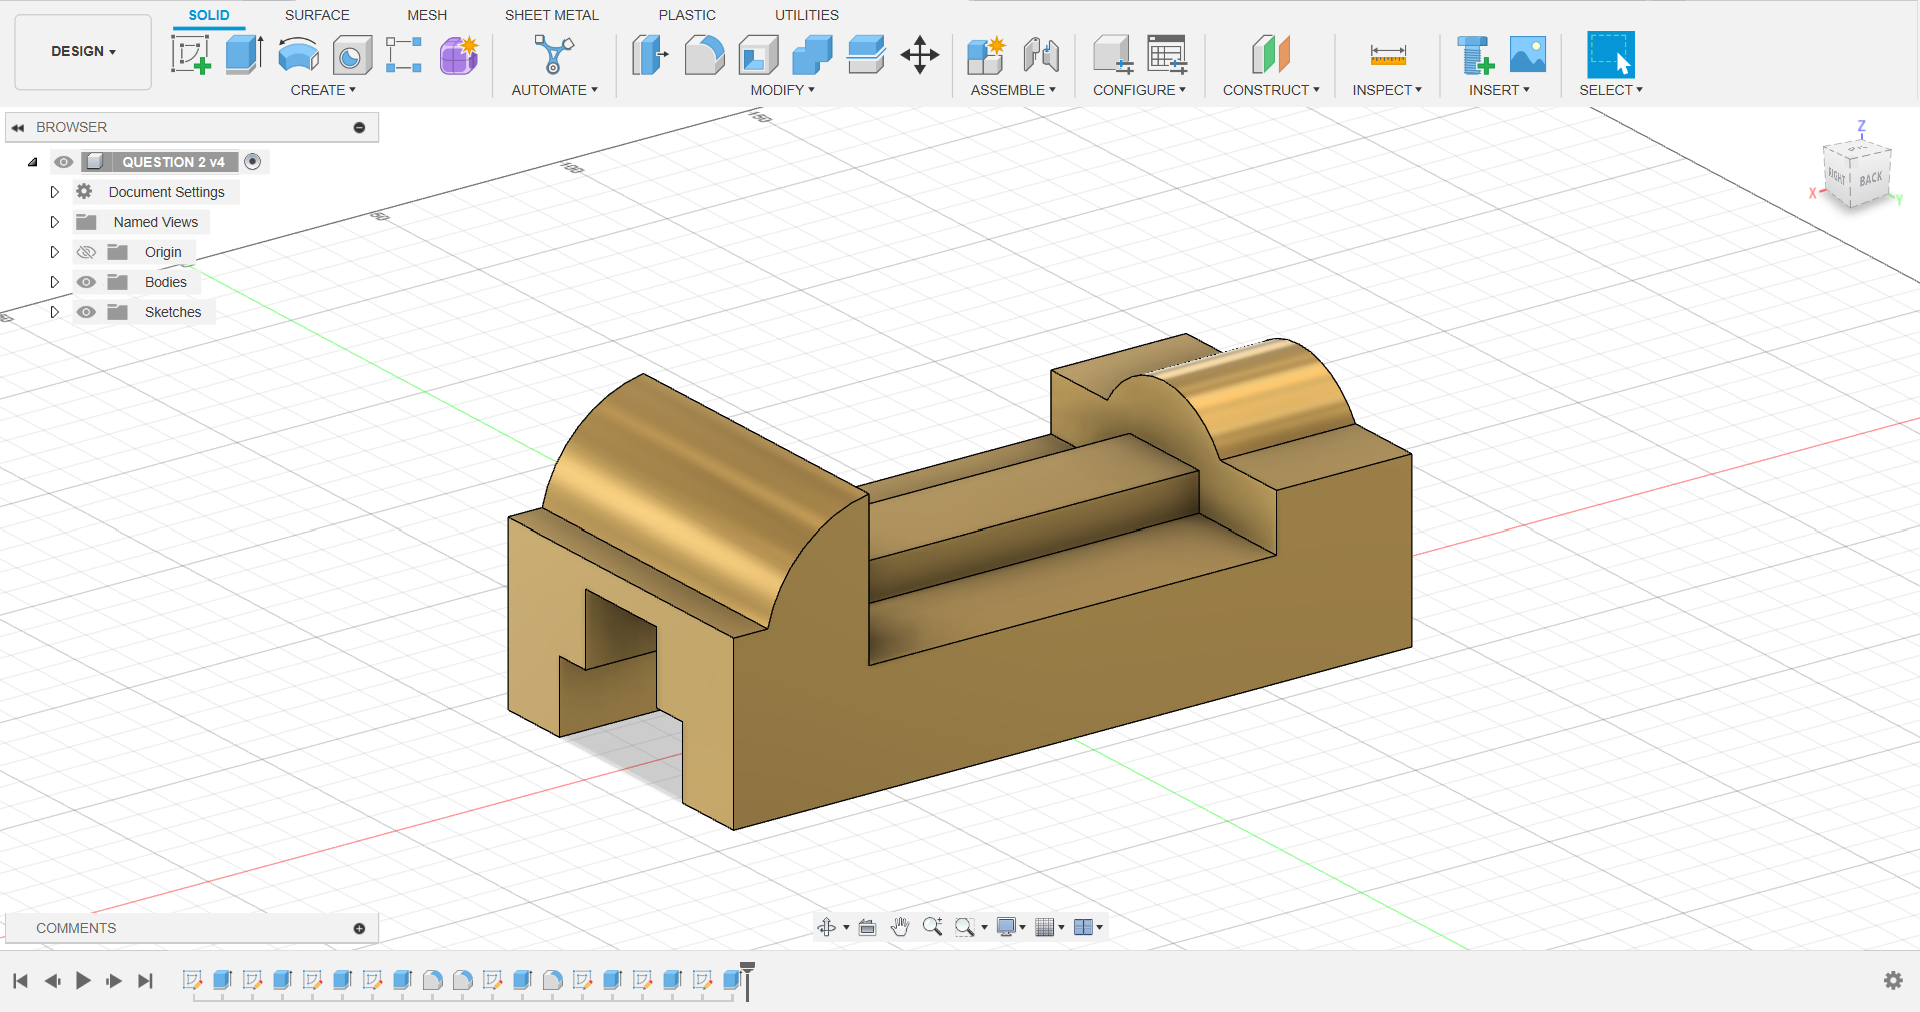 SOLID SURFACE MESH SHEET METAL PLASTIC UTILITIES
DESIGN
CREATE AUTOMATE MODIFY ASSEMBLE CONFIGURE CONSTRUCT INSPECT INSERT SELECT
BROWSER
QUESTION 2 v4
Document Settings
Named Views
Origin
Bodies
Sketches
150
100
50
Z
RIGHT BACK
X
Y
COMMENTS